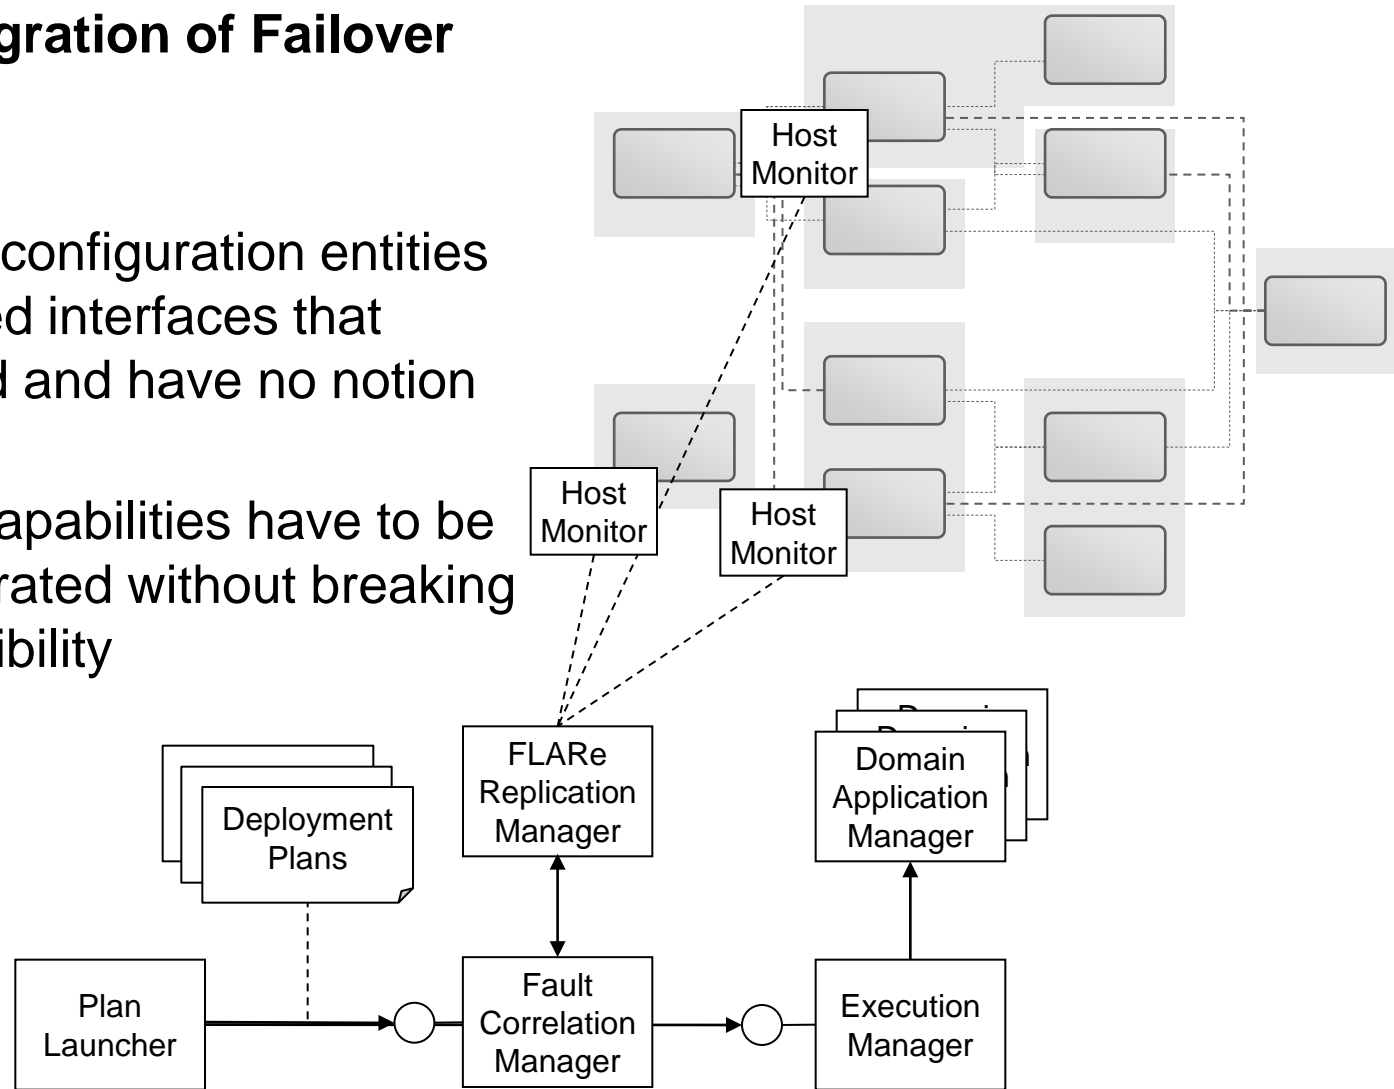 gration of Failover
configuration entities
ed interfaces that
d and have no notion
apabilities have to be
rated without breaking
ibility
Host
Monitor
Host
Monitor
Host
Monitor
FLARe
Replication
Manager
Domain
Domain
Domain
Application
Manager
Deployment
Plans
Plan
Launcher
Fault
Correlation
Manager
Execution
Manager